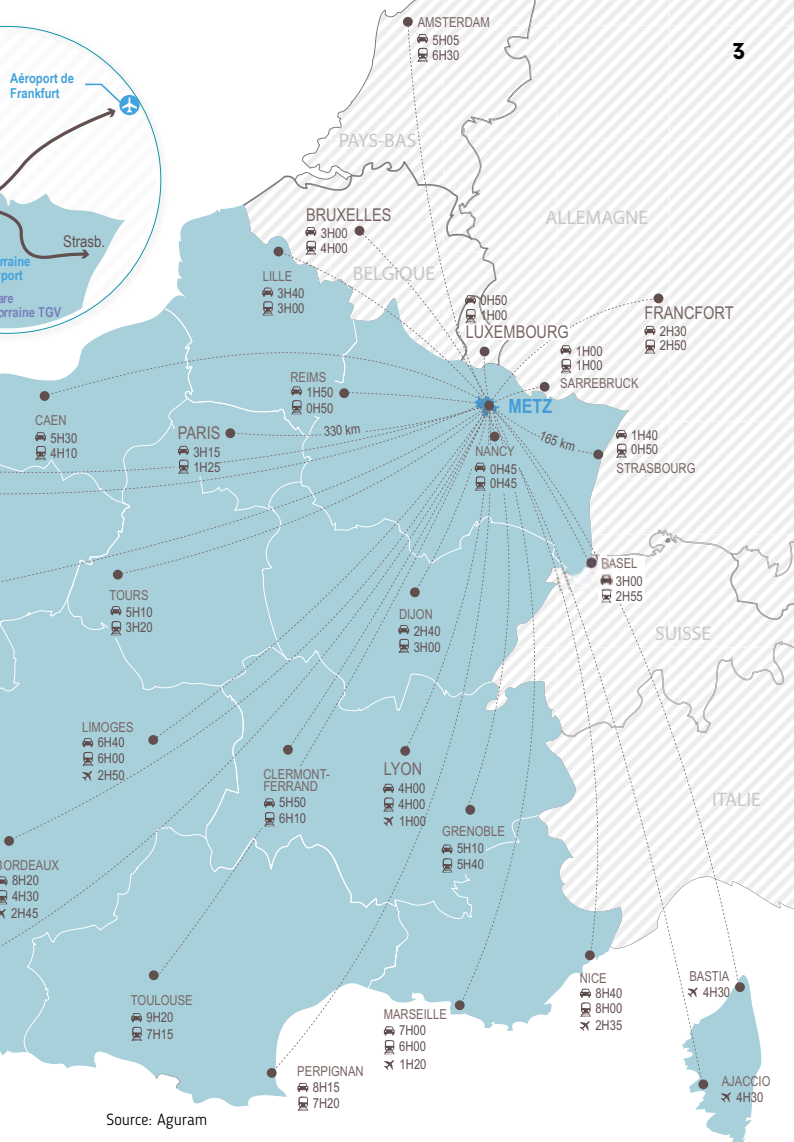 3
AMSTERDAM
5H05
6H30
Aéroport de
Frankfurt
PAYS-BAS
BRUXELLES
3H00
4H00
ALLEMAGNE
Strasb.
rraine
port
are
orraine TGV
LILLE
3H40
3H00
BELGIQUE
0H50
1H00
LUXEMBOURG
FRANCFORT
2H30
2H50
1H00
1H00
SARREBRUCK
REIMS
1H50
0H50
METZ
CAEN
5H30
4H10
PARIS
3H15
1H25
330 km
165 km
NANCY
0H45
0H45
1H40
0H50
STRASBOURG
BASEL
3H00
2H55
TOURS
5H10
3H20
DIJON
2H40
3H00
SUISSE
LIMOGES
6H40
6H00
2H50
CLERMONT-
FERRAND
5H50
6H10
LYON
4H00
4H00
1H00
GRENOBLE
5H10
5H40
ITALIE
BORDEAUX
8H20
4H30
2H45
TOULOUSE
9H20
7H15
MARSEILLE
7H00
6H00
1H20
NICE
8H40
8H00
2H35
BASTIA
4H30
PERPIGNAN
8H15
7H20
AJACCIO
4H30
Source: Aguram